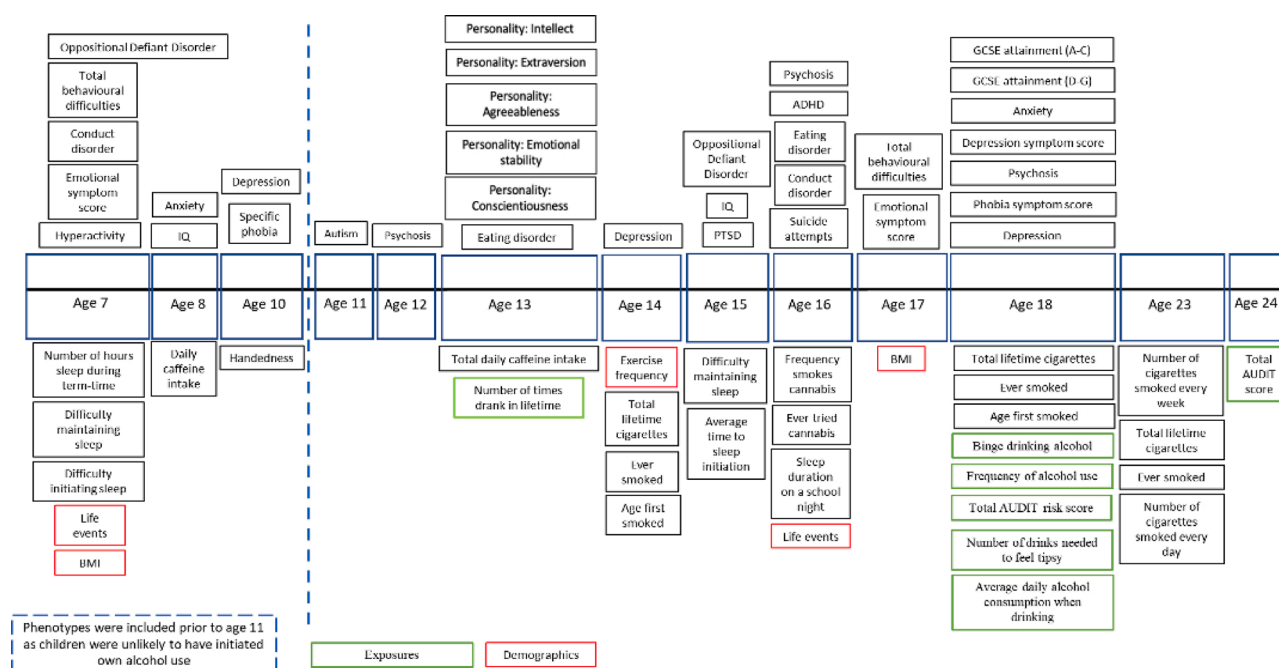 Oppositional Defiant Disorder
Total
behavioural
difficulties
Conduct
disorder
Emotional
symptom
score
Hyperactivity
Anxiety
IQ
Depression
Specific
phobia
Autism
Psychosis
Personality: Intellect
Personality: Extraversion
Personality:
Agreeableness
Personality: Emotional
stability
Personality:
Conscientiousness
Eating disorder
Depression
Oppositional
Defiant
Disorder
IQ
PTSD
Psychosis
ADHD
Eating
disorder
Conduct
disorder
Suicide
attempts
Total
behavioural
difficulties
Emotional
symptom
score
GCSE attainment (A-C)
GCSE attainment (D-G)
Anxiety
Depression symptom score
Psychosis
Phobia symptom score
Depression
Age 7
Age 8
Age 10
Age 11
Age 12
Age 13
Age 14
Age 15
Age 16
Age 17
Age 18
Age 23
Age 24
Number of hours
sleep during
term-time
Difficulty
maintaining
sleep
Difficulty
initiating sleep
Life
events
BMI
Daily
caffeine
intake
Handedness
Total daily caffeine intake
Number of times
drank in lifetime
Exercise
frequency
Total
lifetime
cigarettes
Ever
smoked
Age first
smoked
Difficulty
maintaining
sleep
Average
time to
sleep
initiation
Frequency
smokes
cannabis
Ever tried
cannabis
Sleep
duration
on a school
night
Life events
BMI
Total lifetime cigarettes
Ever smoked
Age first smoked
Binge drinking alcohol
Frequency of alcohol use
Total AUDIT risk score
Number of drinks needed
to feel tipsy
Average daily alcohol
consumption when
drinking
Number of
cigarettes
smoked every
week
Total lifetime
cigarettes
Ever smoked
Number of
cigarettes
smoked every
day
Total
AUDIT
score
Phenotypes were included prior to age 11
as children were unlikely to have initiated
own alcohol use
Exposures
Demographics